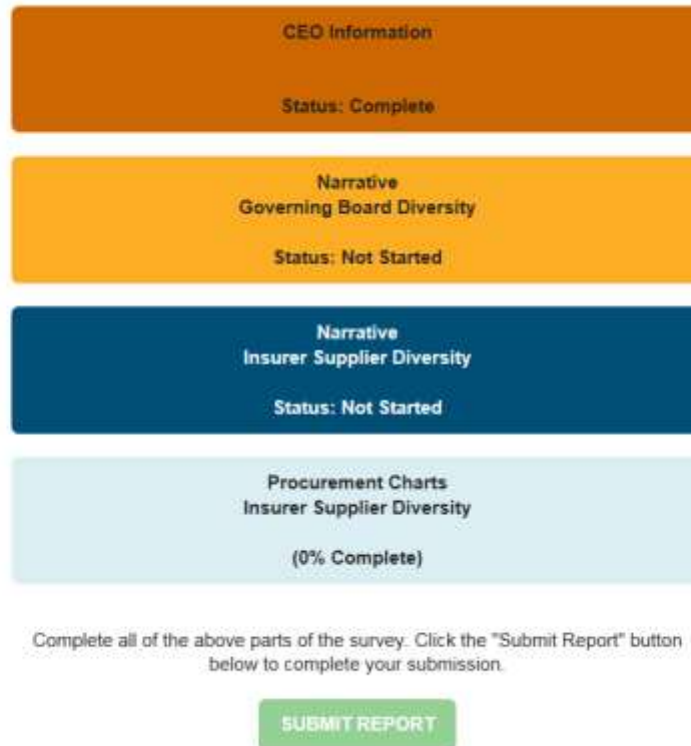 CEO Information
Status: Complete
Narrative
Governing Board Diversity
Status: Not Started
Narrative
Insurer Supplier Diversity
Status: Not Started
Procurement Charts
Insurer Supplier Diversity
(0% Complete)
Complete all of the above parts of the survey. Click the "Submit Report" button
below to complete your submission.
SUBMIT REPORT